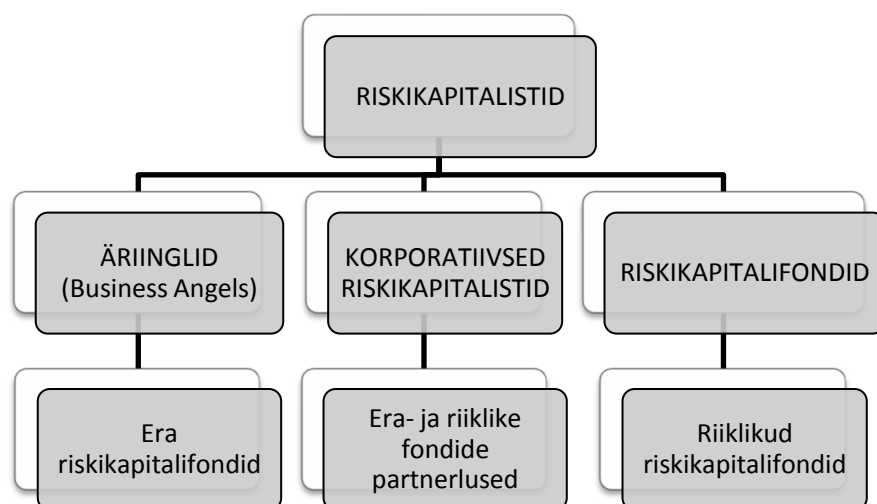 RISKIKAPITALISTID
ÄRIINGLID
(Business Angels)
KORPORATIIVSED
RISKIKAPITALISTID
RISKIKAPITALIFONDID
Era
riskikapitalifondid
Era- ja riiklike
fondide
partnerlused
Riiklikud
riskikapitalifondid